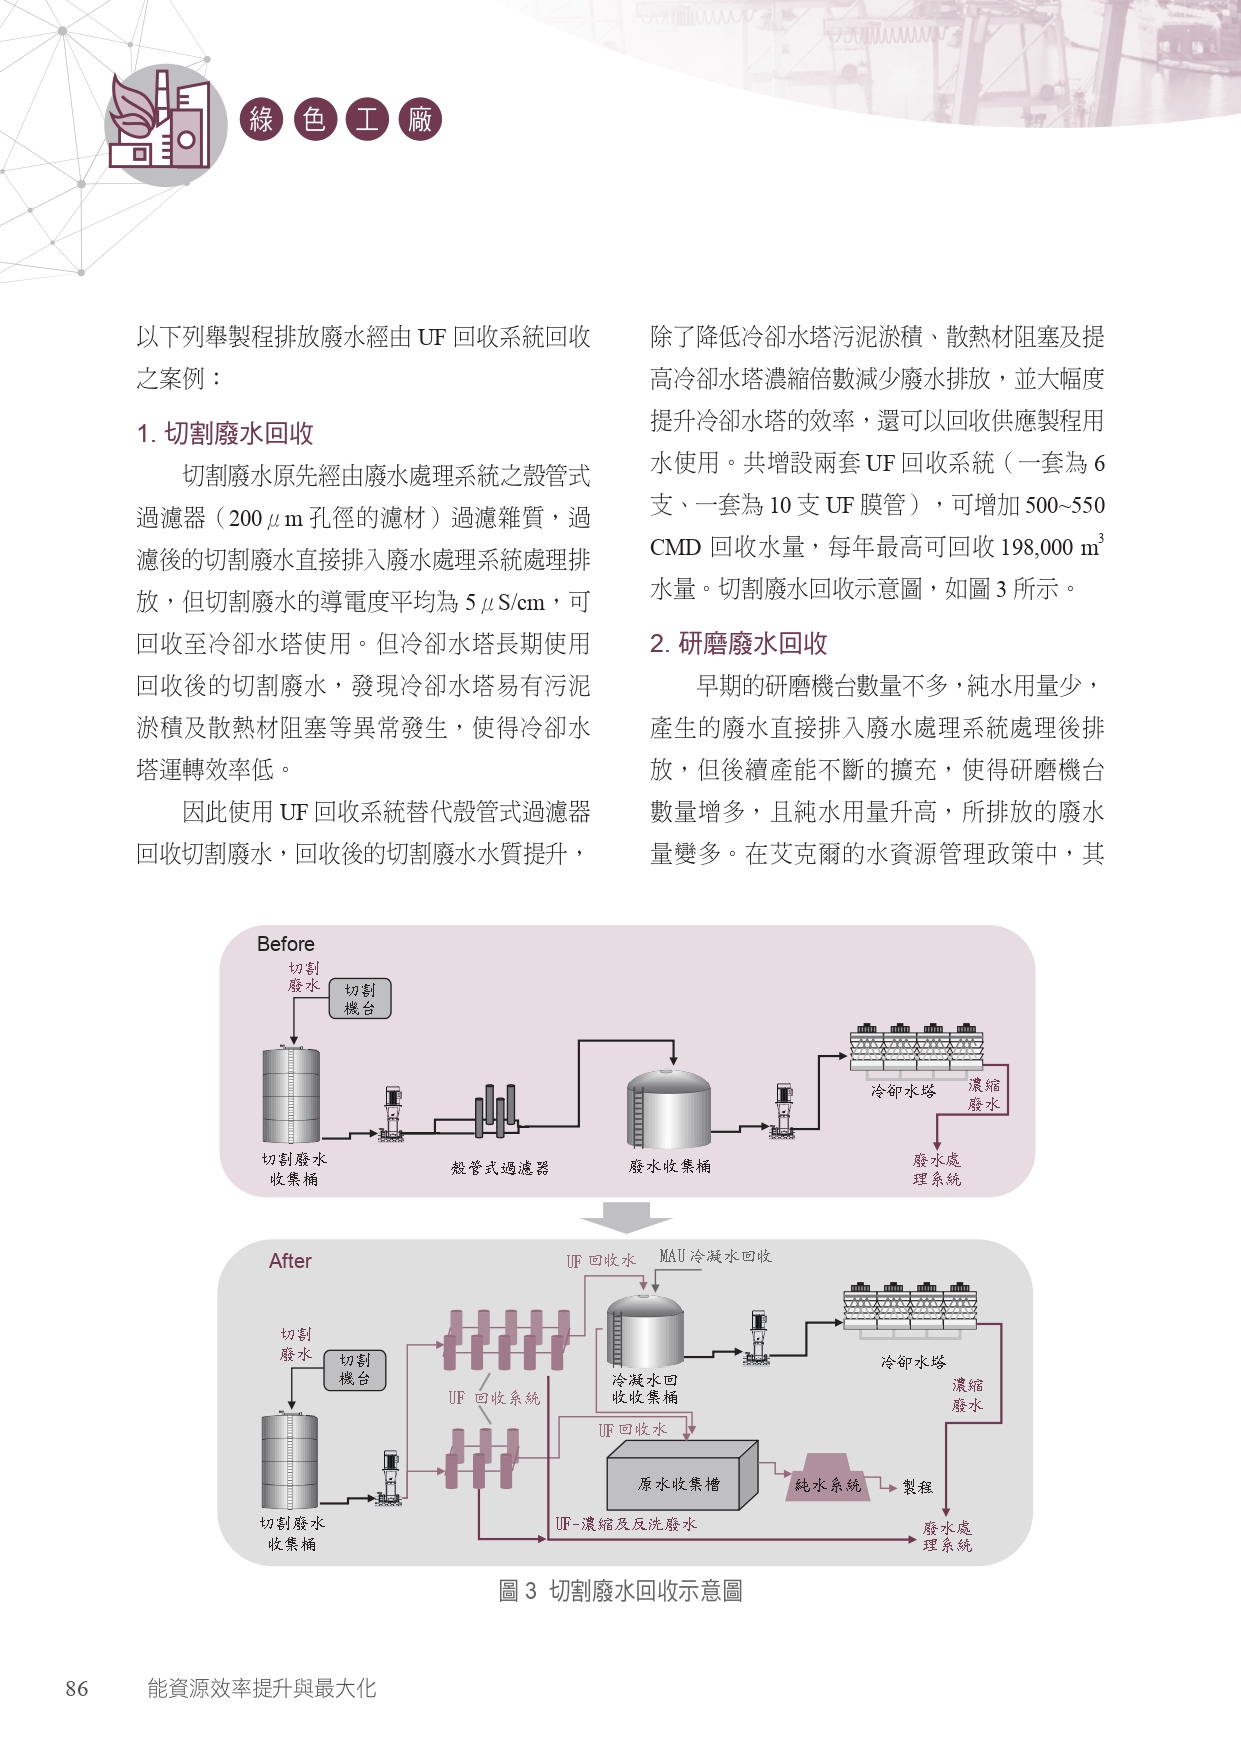 綠色工廠
以下列舉製程排放廢水經由 UF 回收系統回收
之案例：
1. 切割廢水回收
切割廢水原先經由廢水處理系統之殼管式
過濾器（200μm 孔徑的濾材）過濾雜質，過
濾後的切割廢水直接排入廢水處理系統處理排
放，但切割廢水的導電度平均為 5μS/cm，可
回收至冷卻水塔使用。但冷卻水塔長期使用
回收後的切割廢水，發現冷卻水塔易有污泥
淤積及散熱材阻塞等異常發生，使得冷卻水
塔運轉效率低。
因此使用 UF 回收系統替代殼管式過濾器
回收切割廢水，回收後的切割廢水水質提升，
除了降低冷卻水塔污泥淤積、散熱材阻塞及提
高冷卻水塔濃縮倍數減少廢水排放，並大幅度
提升冷卻水塔的效率，還可以回收供應製程用
水使用。共增設兩套 UF 回收系統（一套為 6
支、一套為 10 支 UF 膜管），可增加 500~550
CMD 回收水量，每年最高可回收 198,000 m³
水量。切割廢水回收示意圖，如圖 3 所示。
2. 研磨廢水回收
早期的研磨機台數量不多，純水用量少，
產生的廢水直接排入廢水處理系統處理後排
放，但後續產能不斷的擴充，使得研磨機台
數量增多，且純水用量升高，所排放的廢水
量變多。在艾克爾的水資源管理政策中，其
Before
切割
廢水
切割
機台
切割廢水
收集桶
殼管式過濾器
廢水收集桶
冷卻水塔
濃縮
廢水
廢水處
理系統
After
UF 回收水
MAU 冷凝水回收
切割
廢水
切割
機台
UF 回收系統
冷凝水回
收收集桶
冷卻水塔
濃縮
廢水
UF 回收水
原水收集槽
純水系統
製程
切割廢水
收集桶
UF-濃縮及反洗廢水
廢水處
理系統
圖 3 切割廢水回收示意圖
86 能資源效率提升與最大化